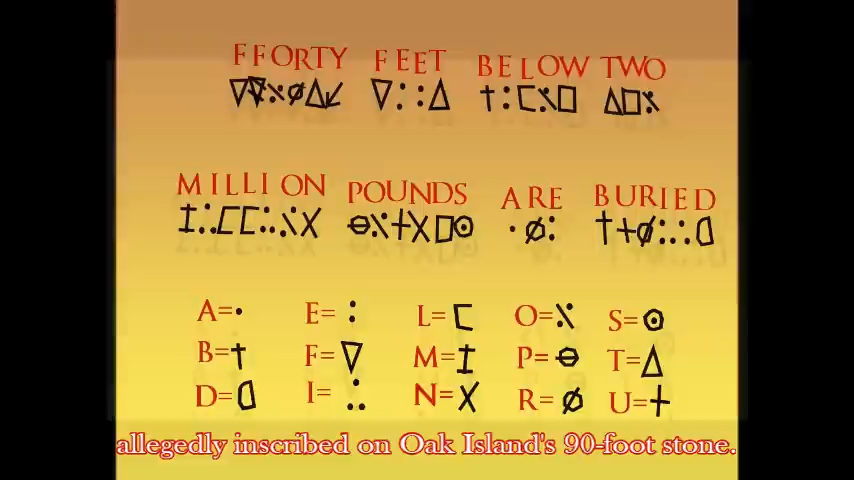 FFORTY FEET BELOW TWO
MILLION POUNDS ARE BURIED
A= E= L= O= S=
B= F= M= P= T=
D= I= N= R= U=
allegedly inscribed on Oak Island's 90-foot stone.